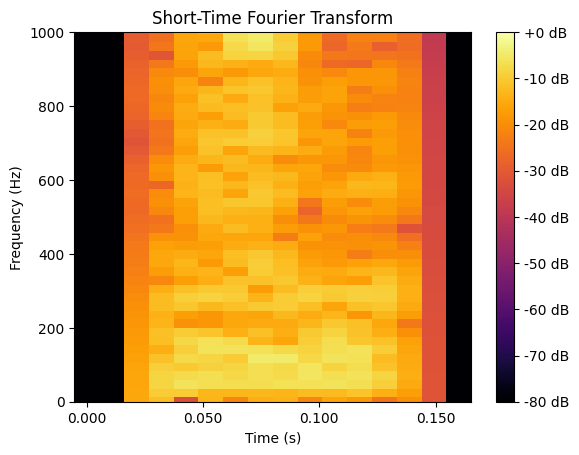 Short-Time Fourier Transform
1000
800
600
400
200
0
Frequency (Hz)
0.000
0.050
0.100
0.150
Time (s)
+0 dB
-10 dB
-20 dB
-30 dB
-40 dB
-50 dB
-60 dB
-70 dB
-80 dB